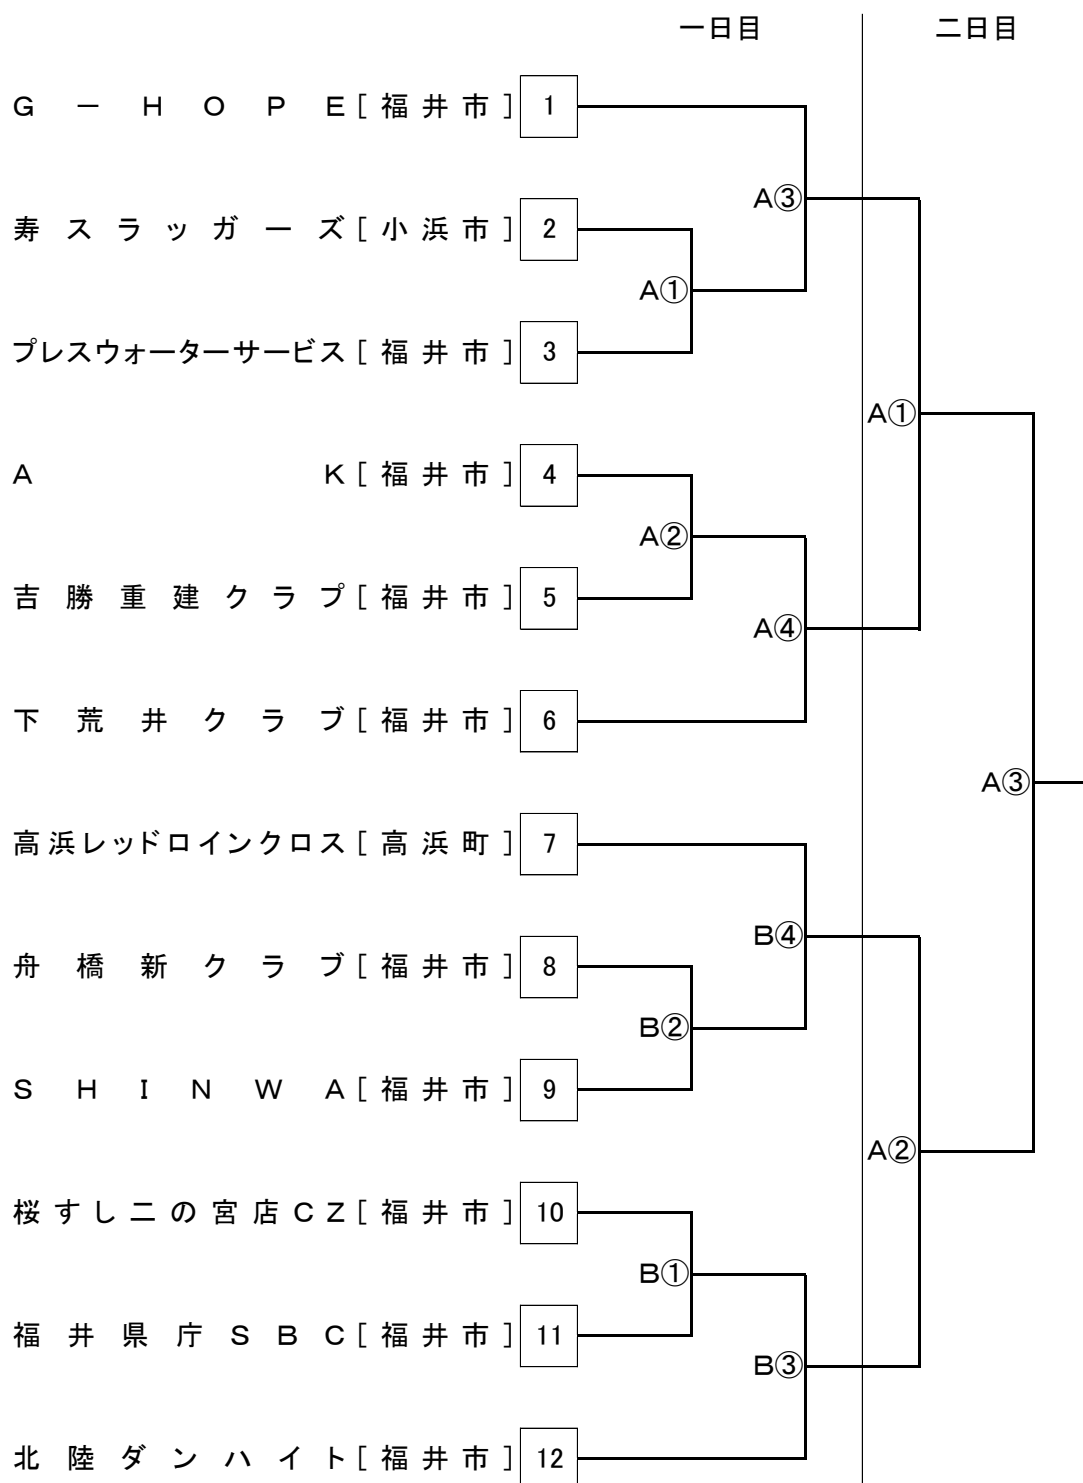 一日目 二日目
G－HOPE[福井市] 1
A③
寿スラッガーズ[小浜市] 2
A①
プレスウォーターサービス[福井市] 3
A①
AK[福井市] 4
A②
吉勝重建クラブ[福井市] 5
A④
下荒井クラブ[福井市] 6
A③
高浜レッドロインクロス[高浜町] 7
B④
舟橋新クラブ[福井市] 8
B②
SHINWA[福井市] 9
A②
桜すし二の宮店CZ[福井市] 10
B①
福井県庁SBC[福井市] 11
B③
北陸ダンハイト[福井市] 12